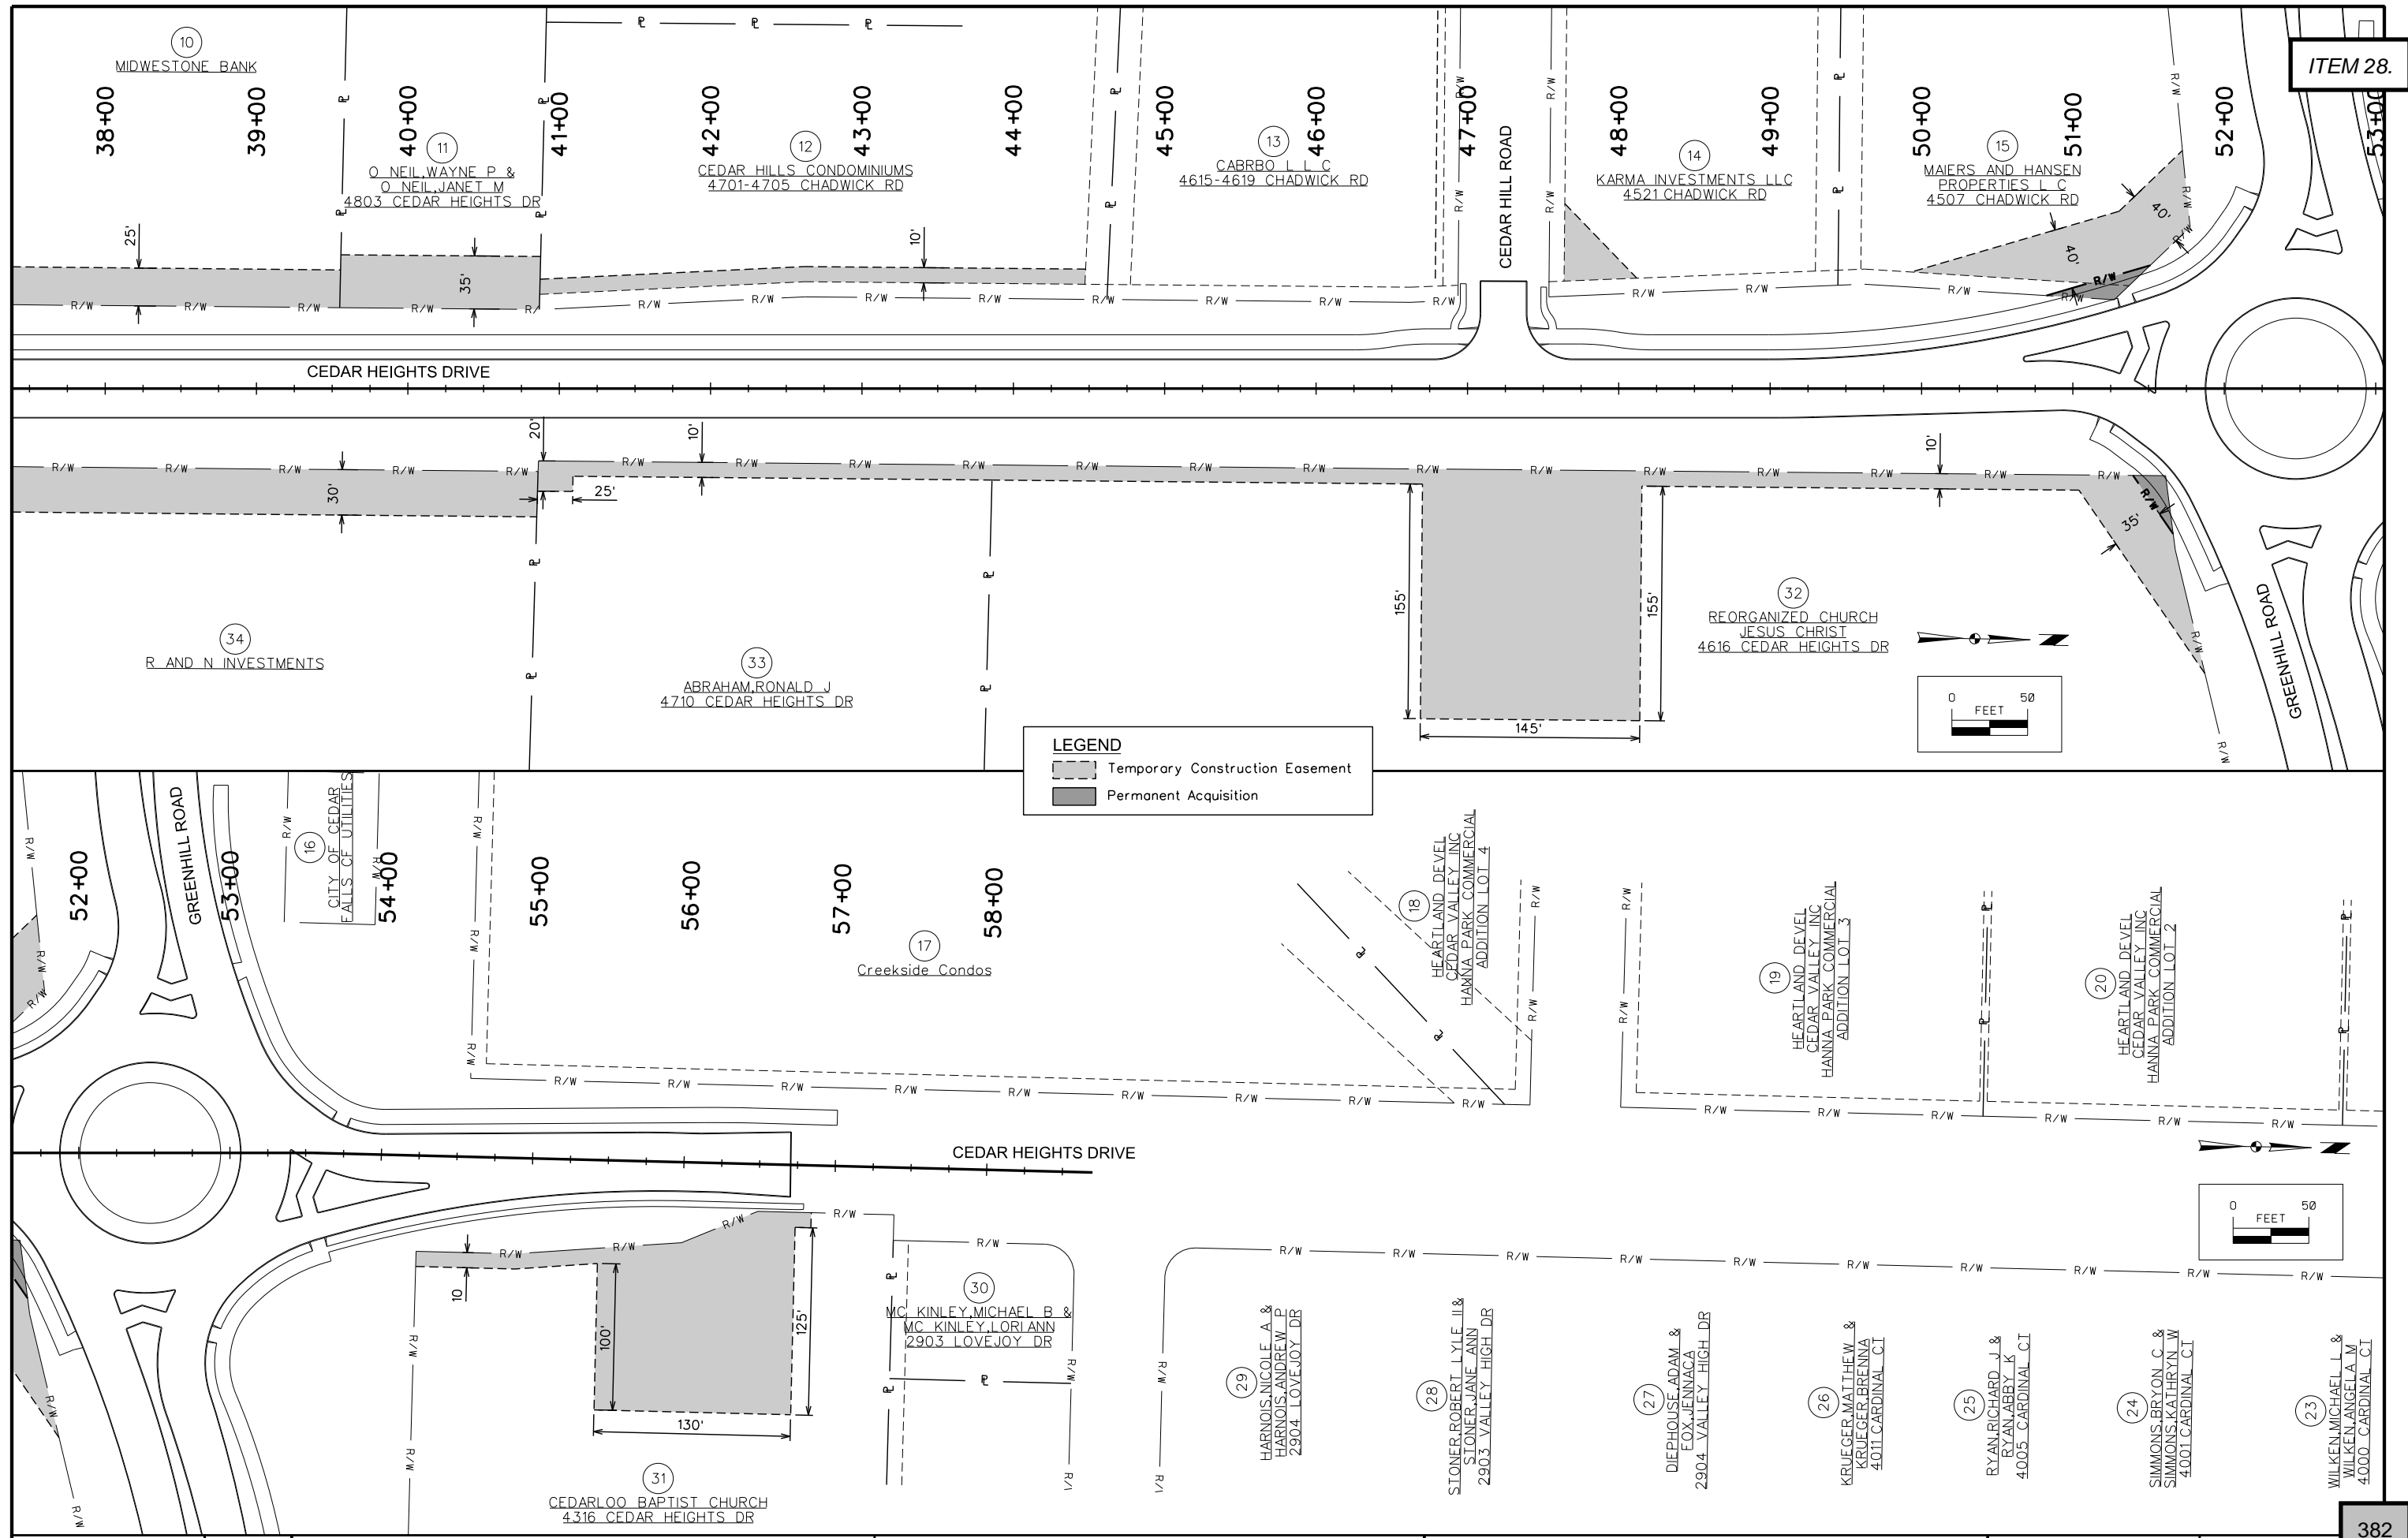 ITEM 28.
10
MIDWESTONE BANK
38+00
39+00
40+00
41+00
42+00
43+00
44+00
45+00
46+00
47+00
48+00
49+00
50+00
51+00
52+00
53+00
11
O NEIL,WAYNE P &
O NEIL,JANET M
4803 CEDAR HEIGHTS DR
12
CEDAR HILLS CONDOMINIUMS
4701-4705 CHADWICK RD
13
CABRBO L L C
4615-4619 CHADWICK RD
CEDAR HILL ROAD
14
KARMA INVESTMENTS LLC
4521 CHADWICK RD
15
MAIERS AND HANSEN
PROPERTIES L C
4507 CHADWICK RD
25'
35'
10'
40'
40'
R/W R/W R/W R/W R/W R/W R/W R/W R/W R/W R/W R/W R/W R/W R/W R/W R/W
CEDAR HEIGHTS DRIVE
20'
10'
10'
R/W R/W R/W R/W R/W R/W R/W R/W R/W R/W R/W R/W R/W R/W R/W R/W R/W R/W R/W
30'
25'
35'
155'
155'
145'
34
R AND N INVESTMENTS
33
ABRAHAM,RONALD J
4710 CEDAR HEIGHTS DR
32
REORGANIZED CHURCH
JESUS CHRIST
4616 CEDAR HEIGHTS DR
0 50
FEET
GREENHILL ROAD
LEGEND
Temporary Construction Easement
Permanent Acquisition
GREENHILL ROAD
52+00
53+00
54+00
55+00
56+00
57+00
58+00
16
CITY OF CEDAR
FALLS CF UTILITIES
17
Creekside Condos
18
HEARTLAND DEVEL
CEDAR VALLEY INC
HANNA PARK COMMERCIAL
ADDITION LOT 4
19
HEARTLAND DEVEL
CEDAR VALLEY INC
HANNA PARK COMMERCIAL
ADDITION LOT 3
20
HEARTLAND DEVEL
CEDAR VALLEY INC
HANNA PARK COMMERCIAL
ADDITION LOT 2
R/W R/W R/W R/W R/W R/W R/W R/W R/W R/W R/W R/W R/W R/W R/W
CEDAR HEIGHTS DRIVE
0 50
FEET
R/W R/W R/W R/W R/W R/W R/W R/W R/W R/W R/W R/W R/W R/W R/W
10
100'
125'
130'
31
CEDARLOO BAPTIST CHURCH
4316 CEDAR HEIGHTS DR
30
MC KINLEY,MICHAEL B &
MC KINLEY,LORI ANN
2903 LOVEJOY DR
29
HARNOIS,NICOLE A &
HARNOIS,ANDREW P
2904 LOVEJOY DR
28
STONER,ROBERT LYLE II &
STONER,JANE ANN
2903 VALLEY HIGH DR
27
DIEPHOUSE,ADAM &
FOX,JENNACA
2904 VALLEY HIGH DR
26
KRUEGER,MATTHEW &
KRUEGER,BRENNA
4011 CARDINAL CT
25
RYAN,RICHARD J &
RYAN,ABBY K
4005 CARDINAL CT
24
SIMMONS,BRYON C &
SIMMONS,KATHRYN W
4001 CARDINAL CT
23
WILKEN,MICHAEL L &
WILKEN,ANGELA M
4000 CARDINAL CT
382